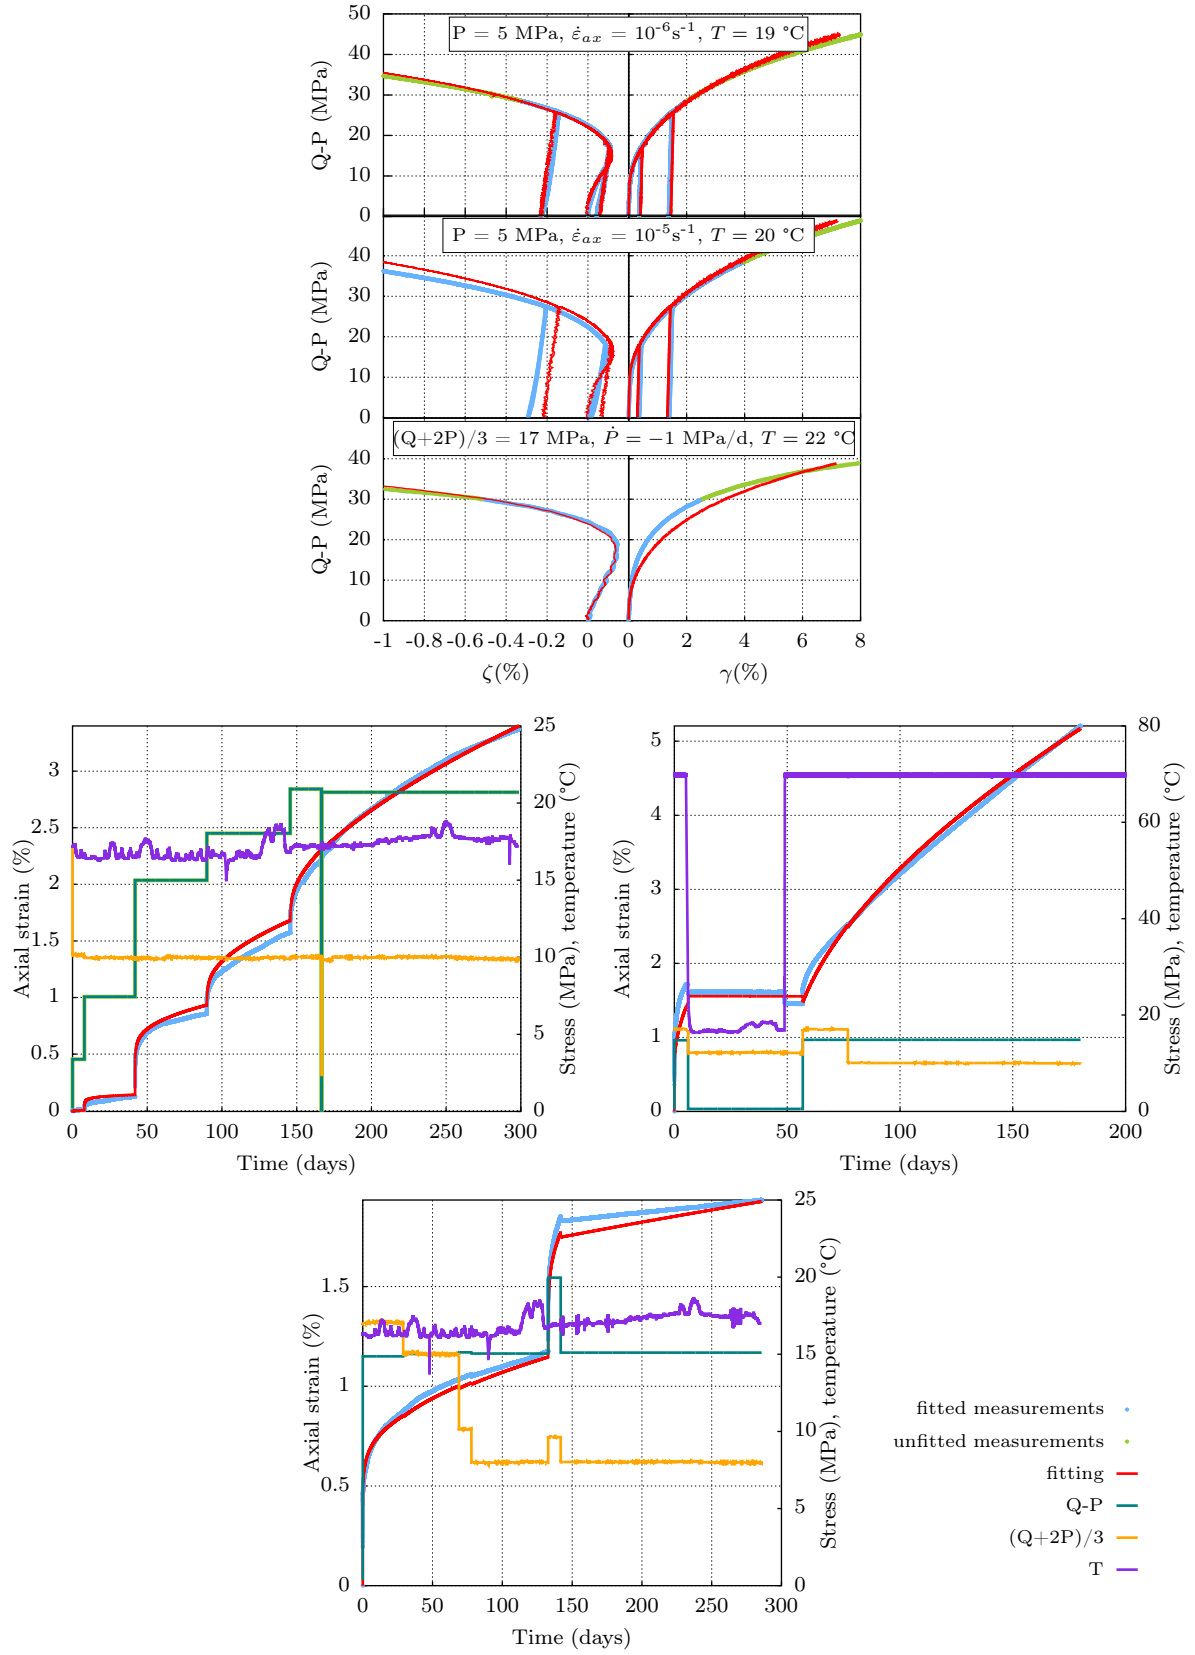 50
40
30
20
10
0
Q-P (MPa)
P = 5 MPa, ε̇ax = 10-6s-1, T = 19 °C
40
30
20
10
0
Q-P (MPa)
P = 5 MPa, ε̇ax = 10-5s-1, T = 20 °C
40
30
20
10
0
Q-P (MPa)
(Q+2P)/3 = 17 MPa, Ṗ = −1 MPa/d, T = 22 °C
-1 -0.8 -0.6 -0.4 -0.2 0 0 2 4 6 8
ζ(%) γ(%)
3
2.5
2
1.5
1
0.5
0
Axial strain (%)
25
20
15
10
5
0
Stress (MPa), temperature (°C)
0 50 100 150 200 250 300
Time (days)
5
4
3
2
1
0
Axial strain (%)
80
60
40
20
0
Stress (MPa), temperature (°C)
0 50 100 150 200
Time (days)
1.5
1
0.5
0
Axial strain (%)
25
20
15
10
5
0
Stress (MPa), temperature (°C)
0 50 100 150 200 250 300
Time (days)
fitted measurements
unfitted measurements
fitting
Q-P
(Q+2P)/3
T